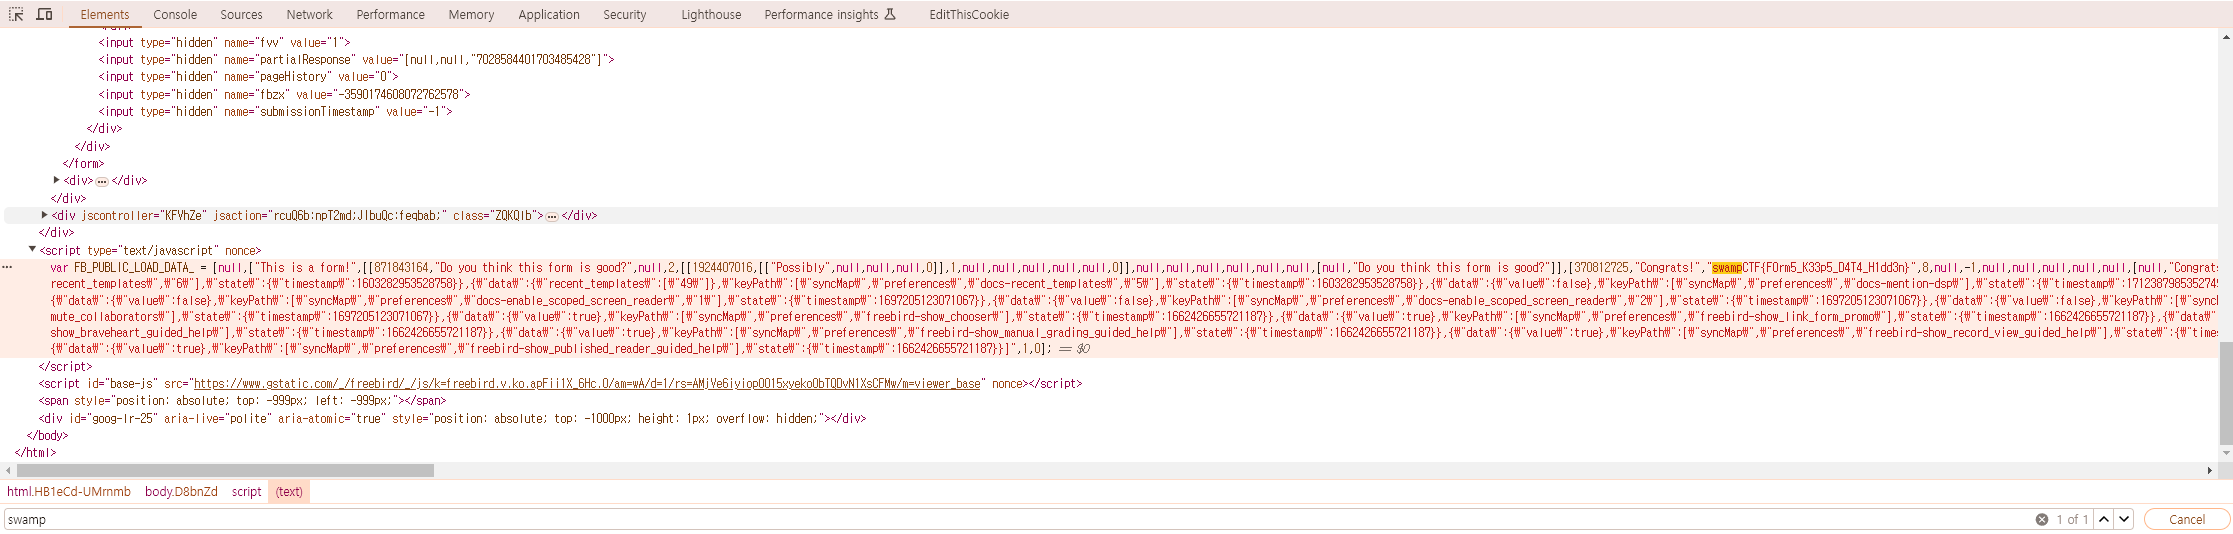 Elements Console Sources Network Performance Memory Application Security Lighthouse Performance insights EditThisCookie
<input type="hidden" name="fvv" value="1">
<input type="hidden" name="partialResponse" value="[null,null,"7028584401703485428"]">
<input type="hidden" name="pageHistory" value="0">
<input type="hidden" name="fbzx" value="-3590174608072762578">
<input type="hidden" name="submissionTimestamp" value="-1">
</div>
</div>
</form>
<div>…</div>
</div>
<div jscontroller="KFVhZe" jsaction="rcuQ6b:npT2md;JIbuQc:feqbab;" class="ZQKQIb">…</div>
</div>
<script type="text/javascript" nonce>
var FB_PUBLIC_LOAD_DATA_ = [null,["This is a form!",[[871843164,"Do you think this form is good?",null,2,[[1924407016,[["Possibly",null,null,null,0]],1,null,null,null,null,null,0]],null,null,null,null,null,null,[null,"Do you think this form is good?"]],[370812725,"Congrats!","swampCTF{F0rm5_K33p5_D4T4_H1dd3n}",8,null,-1,null,null,null,null,null,[null,"Congrats
recent_templates₩",₩"6₩"],₩"state₩":{₩"timestamp₩":1603282953528758}},{₩"data₩":{₩"recent_templates₩":[₩"49₩"]},₩"keyPath₩":[₩"syncMap₩",₩"preferences₩",₩"docs-recent_templates₩",₩"5₩"],₩"state₩":{₩"timestamp₩":1603282953528758}},{₩"data₩":{₩"value₩":false},₩"keyPath₩":[₩"syncMap₩",₩"preferences₩",₩"docs-mention-dsp₩"],₩"state₩":{₩"timestamp₩":1712387985352749
{₩"data₩":{₩"value₩":false},₩"keyPath₩":[₩"syncMap₩",₩"preferences₩",₩"docs-enable_scoped_screen_reader₩",₩"1₩"],₩"state₩":{₩"timestamp₩":1697205123071067}},{₩"data₩":{₩"value₩":false},₩"keyPath₩":[₩"syncMap₩",₩"preferences₩",₩"docs-enable_scoped_screen_reader₩",₩"2₩"],₩"state₩":{₩"timestamp₩":1697205123071067}},{₩"data₩":{₩"value₩":false},₩"keyPath₩":[₩"sync
mute_collaborators₩"],₩"state₩":{₩"timestamp₩":1697205123071067}},{₩"data₩":{₩"value₩":true},₩"keyPath₩":[₩"syncMap₩",₩"preferences₩",₩"freebird-show_chooser₩"],₩"state₩":{₩"timestamp₩":1662426655721187}},{₩"data₩":{₩"value₩":true},₩"keyPath₩":[₩"syncMap₩",₩"preferences₩",₩"freebird-show_link_form_promo₩"],₩"state₩":{₩"timestamp₩":1662426655721187}},{₩"data₩":{₩"
show_braveheart_guided_help₩"],₩"state₩":{₩"timestamp₩":1662426655721187}},{₩"data₩":{₩"value₩":true},₩"keyPath₩":[₩"syncMap₩",₩"preferences₩",₩"freebird-show_manual_grading_guided_help₩"],₩"state₩":{₩"timestamp₩":1662426655721187}},{₩"data₩":{₩"value₩":true},₩"keyPath₩":[₩"syncMap₩",₩"preferences₩",₩"freebird-show_record_view_guided_help₩"],₩"state₩":{₩"times
{₩"data₩":{₩"value₩":true},₩"keyPath₩":[₩"syncMap₩",₩"preferences₩",₩"freebird-show_published_reader_guided_help₩"],₩"state₩":{₩"timestamp₩":1662426655721187}}]",1,0]; == $0
</script>
<script id="base-js" src="https://www.gstatic.com/_/freebird/_/js/k=freebird.v.ko.apFii1X_6Hc.O/am=wA/d=1/rs=AMjVe6iyiop0O15xyeko0bTQDvN1XsCFMw/m=viewer_base" nonce></script>
<span style="position: absolute; top: -999px; left: -999px;"></span>
<div id="goog-lr-25" aria-live="polite" aria-atomic="true" style="position: absolute; top: -1000px; height: 1px; overflow: hidden;"></div>
</body>
</html>
html.HB1eCd-UMrnmb body.D8bnZd script (text)
swamp 1 of 1 Cancel